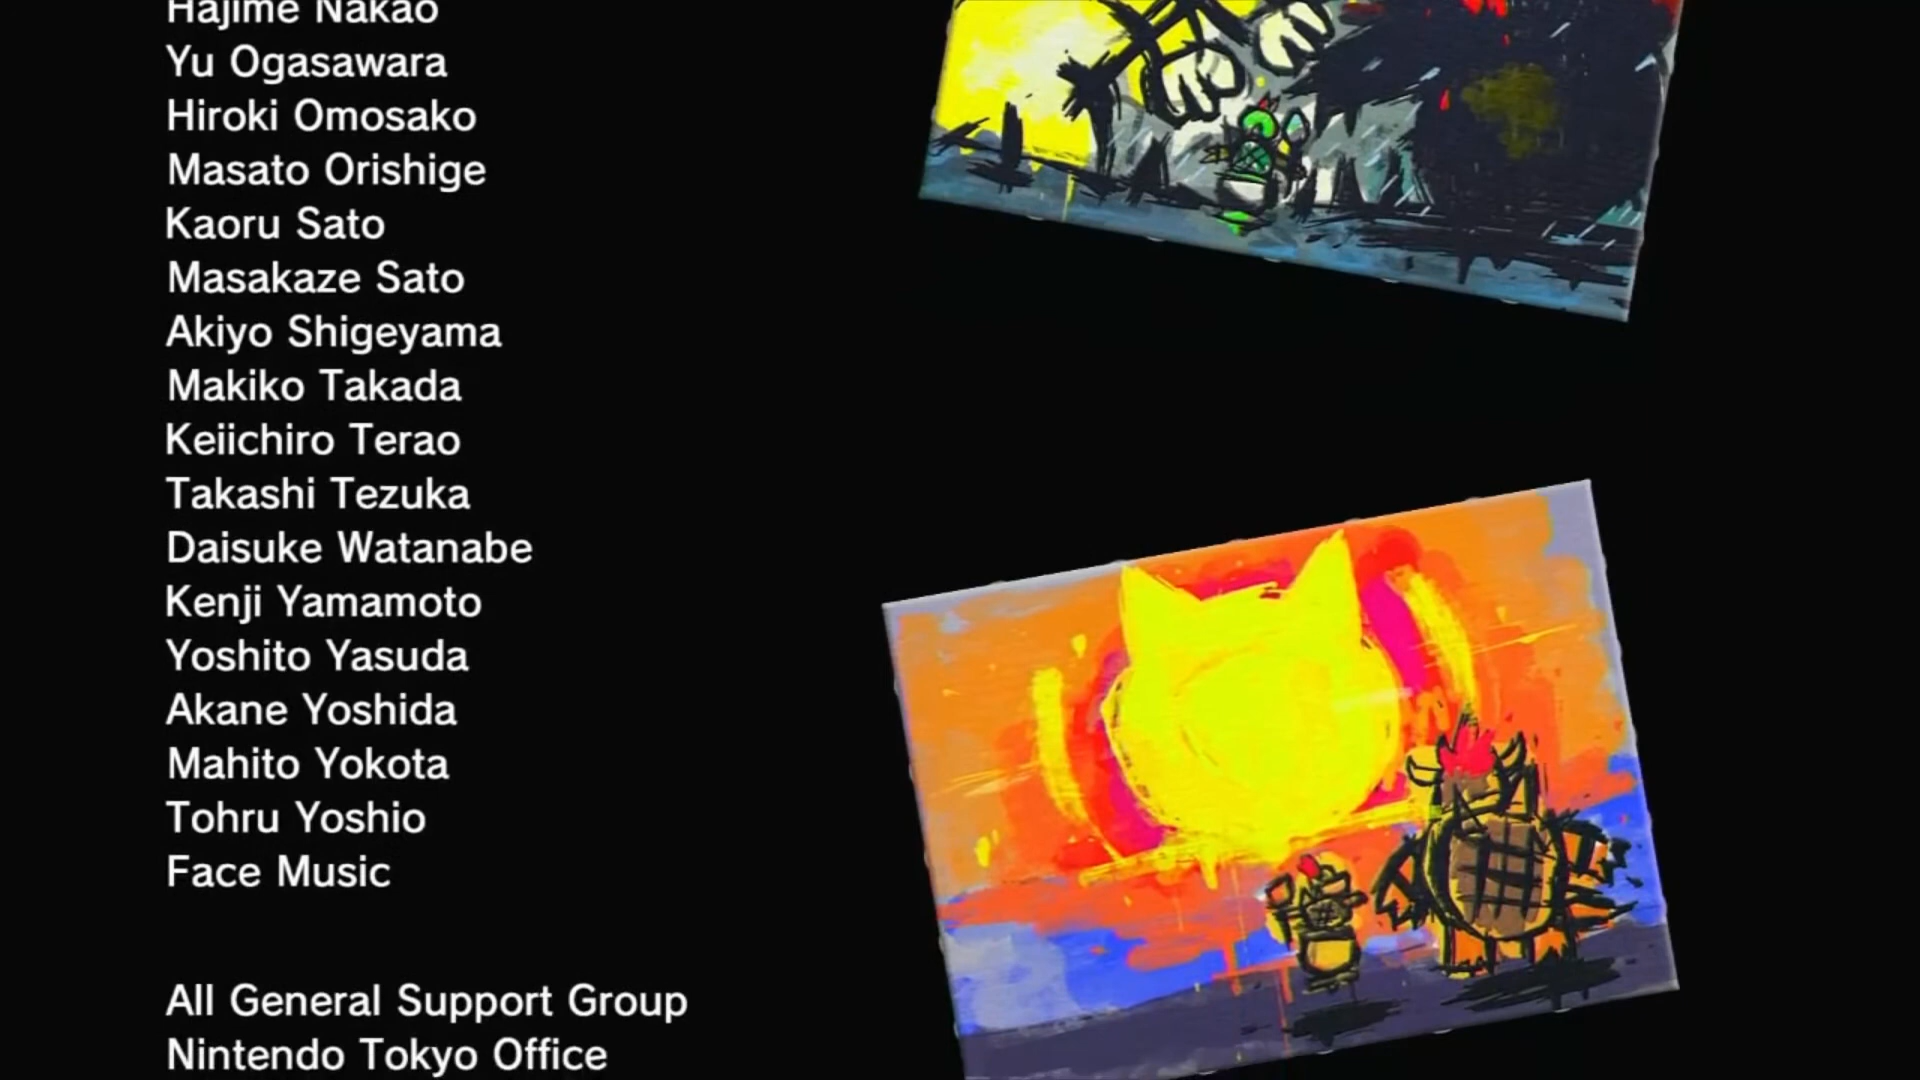 Hajime Nakao
Yu Ogasawara
Hiroki Omosako
Masato Orishige
Kaoru Sato
Masakaze Sato
Akiyo Shigeyama
Makiko Takada
Keiichiro Terao
Takashi Tezuka
Daisuke Watanabe
Kenji Yamamoto
Yoshito Yasuda
Akane Yoshida
Mahito Yokota
Tohru Yoshio
Face Music
All General Support Group
Nintendo Tokyo Office